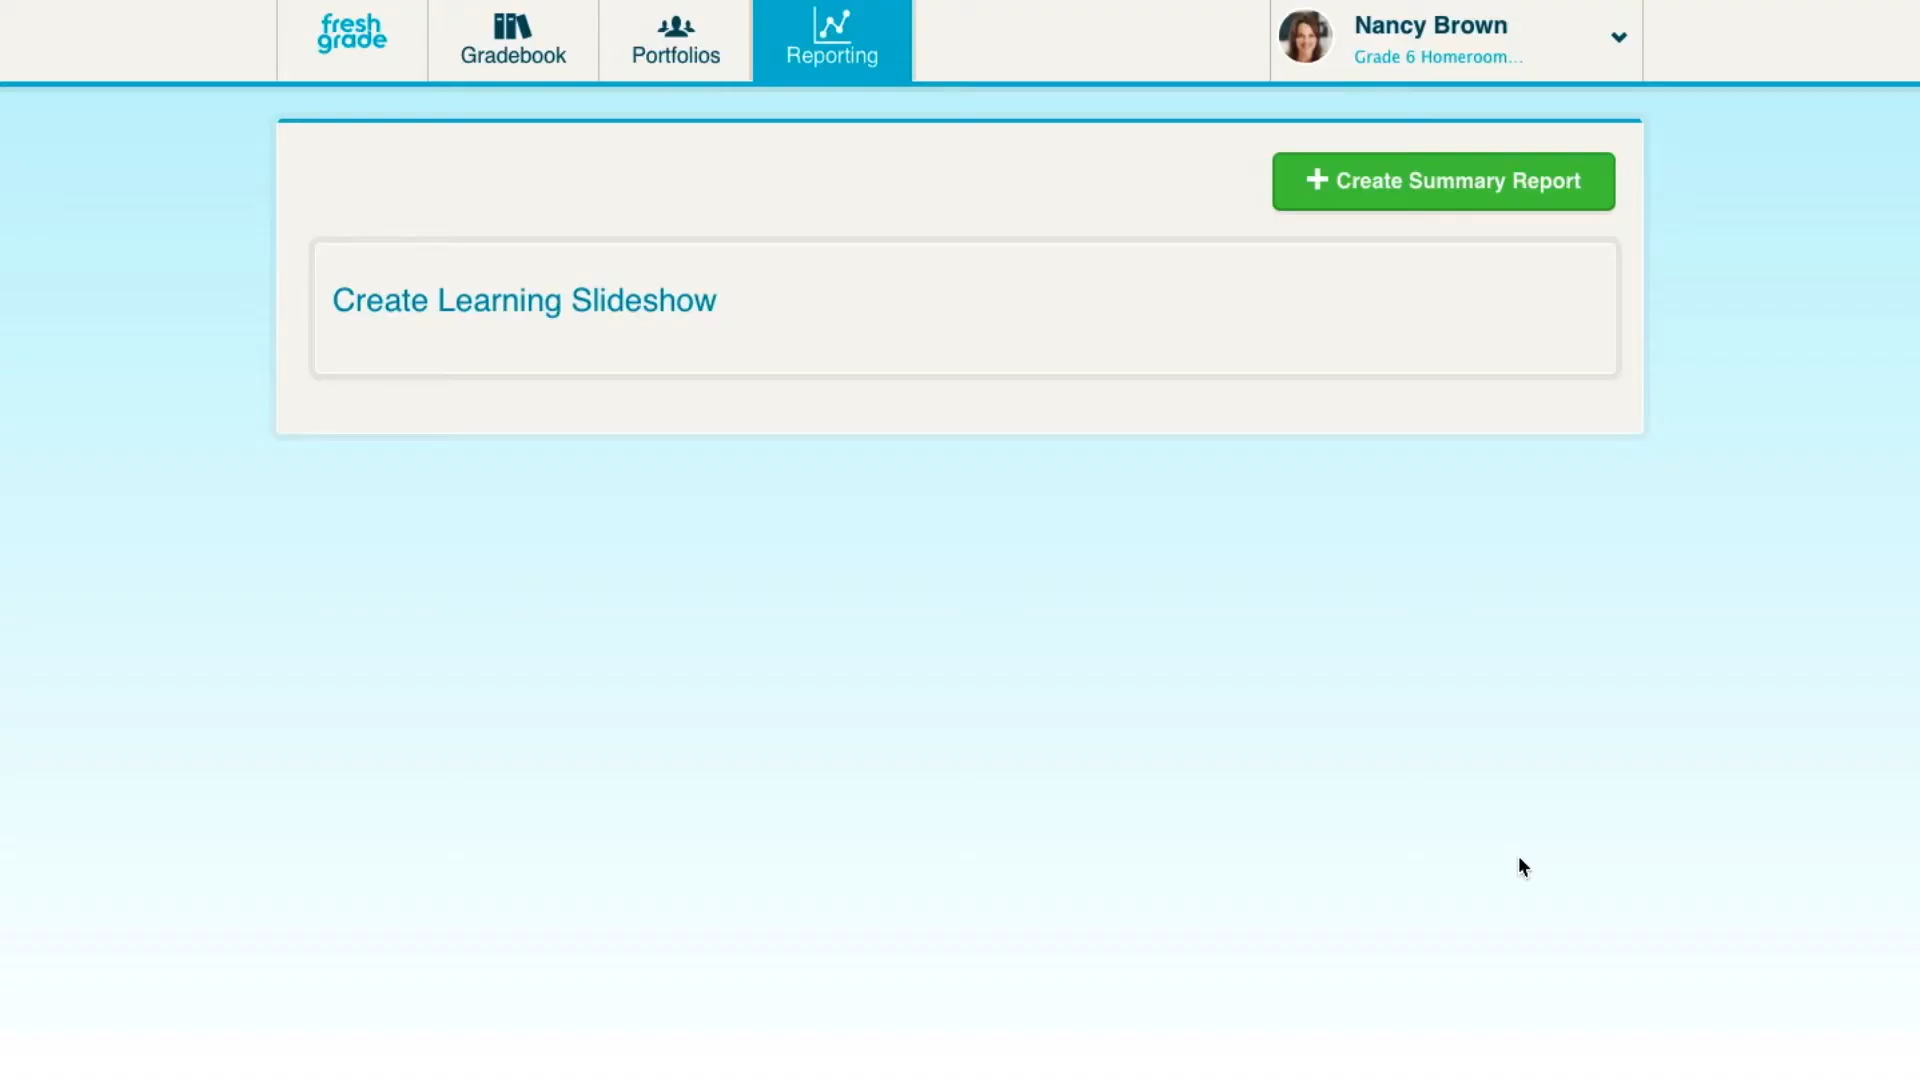 fresh
grade
Gradebook
Portfolios
Reporting
Nancy Brown
Grade 6 Homeroom...
Create Summary Report
Create Learning Slideshow